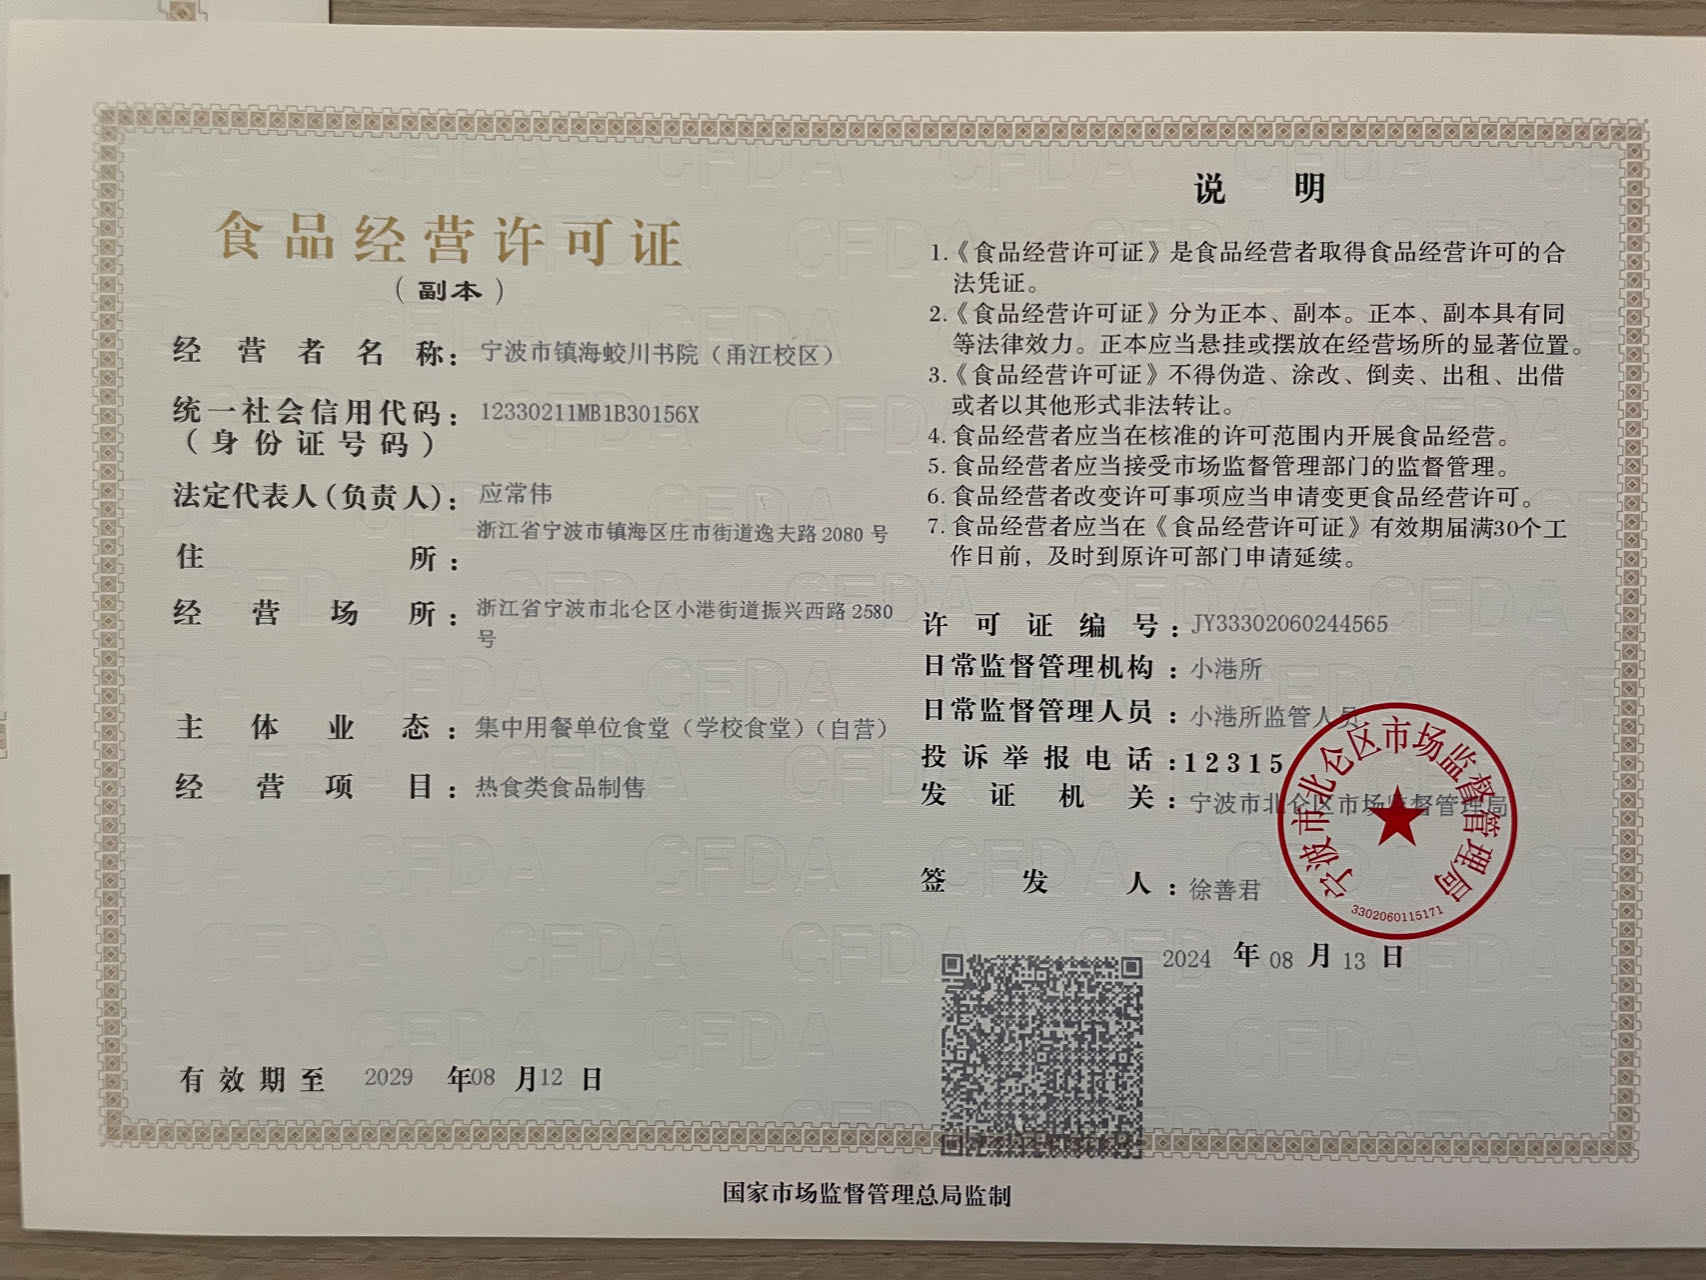 食品经营许可证
（副本）
经营者名称：宁波市镇海蛟川书院（甬江校区）
统一社会信用代码：12330211MB1B30156X
（身份证号码）
法定代表人（负责人）：应常伟
住所：浙江省宁波市镇海区庄市街道逸夫路2080号
经营场所：浙江省宁波市北仑区小港街道振兴西路2580
号
主体业态：集中用餐单位食堂（学校食堂）（自营）
经营项目：热食类食品制售
有效期至 2029 年08 月12 日
说 明
1.《食品经营许可证》是食品经营者取得食品经营许可的合
法凭证。
2.《食品经营许可证》分为正本、副本。正本、副本具有同
等法律效力。正本应当悬挂或摆放在经营场所的显著位置。
3.《食品经营许可证》不得伪造、涂改、倒卖、出租、出借
或者以其他形式非法转让。
4.食品经营者应当在核准的许可范围内开展食品经营。
5.食品经营者应当接受市场监督管理部门的监督管理。
6.食品经营者改变许可事项应当申请变更食品经营许可。
7.食品经营者应当在《食品经营许可证》有效期届满30个工
作日前，及时到原许可部门申请延续。
许可证编号：JY33302060244565
日常监督管理机构：小港所
日常监督管理人员：小港所监管人员
投诉举报电话:12315
发证机关：宁波市北仑区市场监督管理局
签发人：徐善君
宁波市北仑区市场监督管理局
3302060115171
2024 年 08 月 13 日
国家市场监督管理总局监制
CFDA